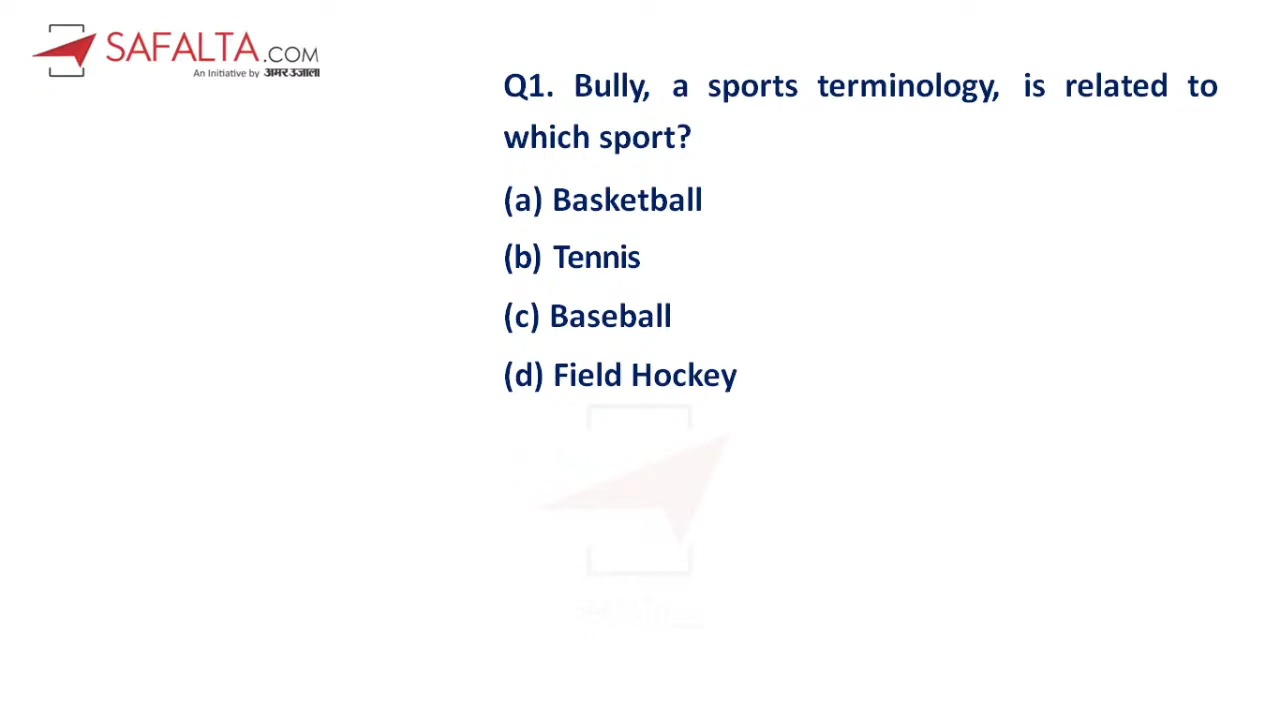 SAFALTA.COM
An Initiative by अमर उजाला
Q1. Bully, a sports terminology, is related to
which sport?
(a) Basketball
(b) Tennis
(c) Baseball
(d) Field Hockey